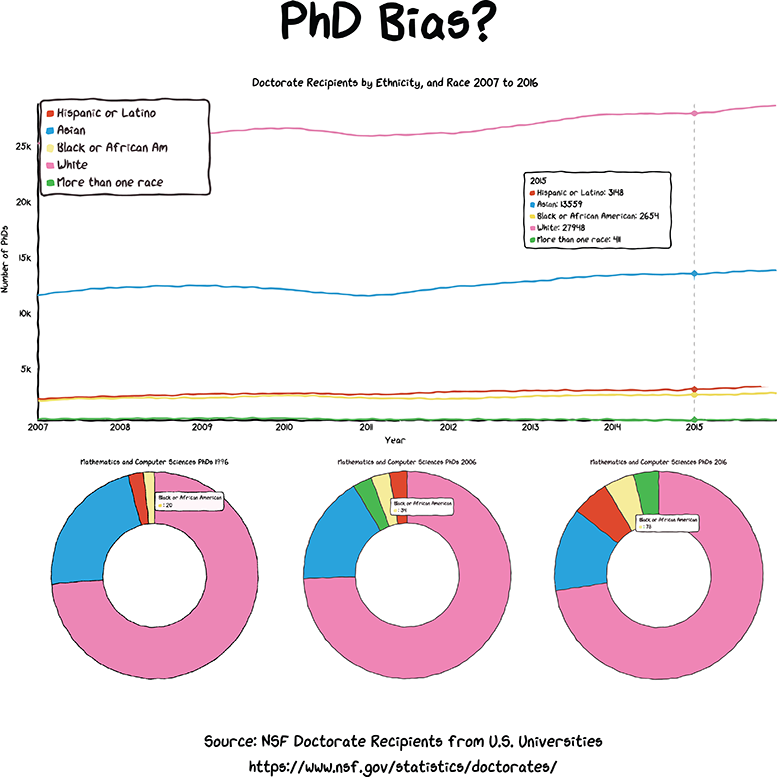 PhD Bias?
Doctorate Recipients by Ethnicity, and Race 2007 to 2016
Hispanic or Latino
Asian
Black or African Am
White
More than one race
25k
20k
15k
10k
5k
Number of PhDs
2015
Hispanic or Latino: 3148
Asian: 13559
Black or African American: 2654
White: 27948
More than one race: 411
2007 2008 2009 2010 2011 2012 2013 2014 2015
Year
Mathematics and Computer Sciences PhDs 1996
Black or African American
: 20
Mathematics and Computer Sciences PhDs 2006
Black or African American
: 34
Mathematics and Computer Sciences PhDs 2016
Black or African American
Source: NSF Doctorate Recipients from U.S. Universities
https://www.nsf.gov/statistics/doctorates/